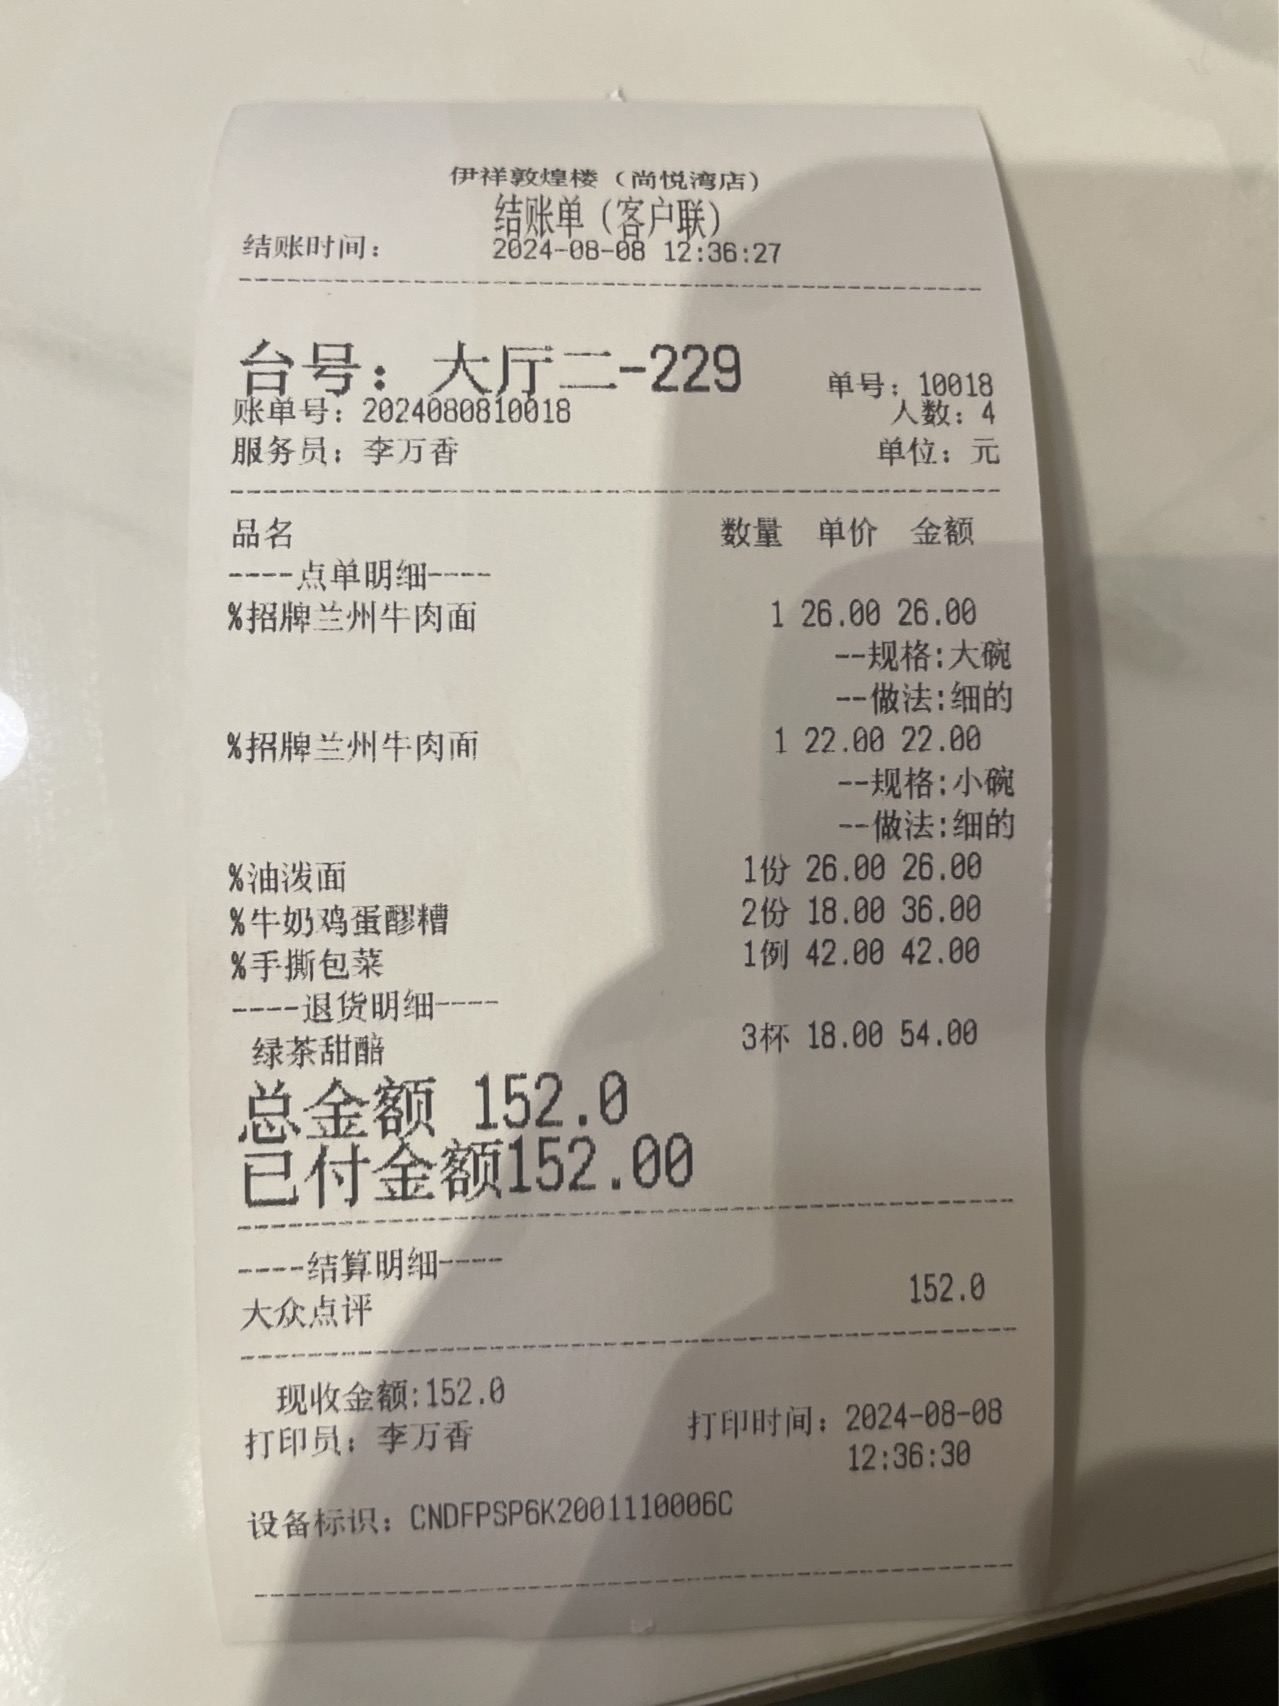 伊祥敦煌楼（尚悦湾店）
结账单（客户联）
结账时间： 2024-08-08 12:36:27
台号：大厅二-229 单号：10018
账单号：2024080810018 人数：4
服务员：李万香 单位：元
品名 数量 单价 金额
----点单明细----
%招牌兰州牛肉面 1 26.00 26.00
--规格:大碗
--做法:细的
%招牌兰州牛肉面 1 22.00 22.00
--规格:小碗
--做法:细的
%油泼面 1份 26.00 26.00
%牛奶鸡蛋醪糟 2份 18.00 36.00
%手撕包菜 1例 42.00 42.00
----退货明细----
绿茶甜醅 3杯 18.00 54.00
总金额 152.0
已付金额152.00
----结算明细----
大众点评 152.0
现收金额:152.0
打印员：李万香 打印时间：2024-08-08
12:36:30
设备标识：CNDFPSP6K2001110006C